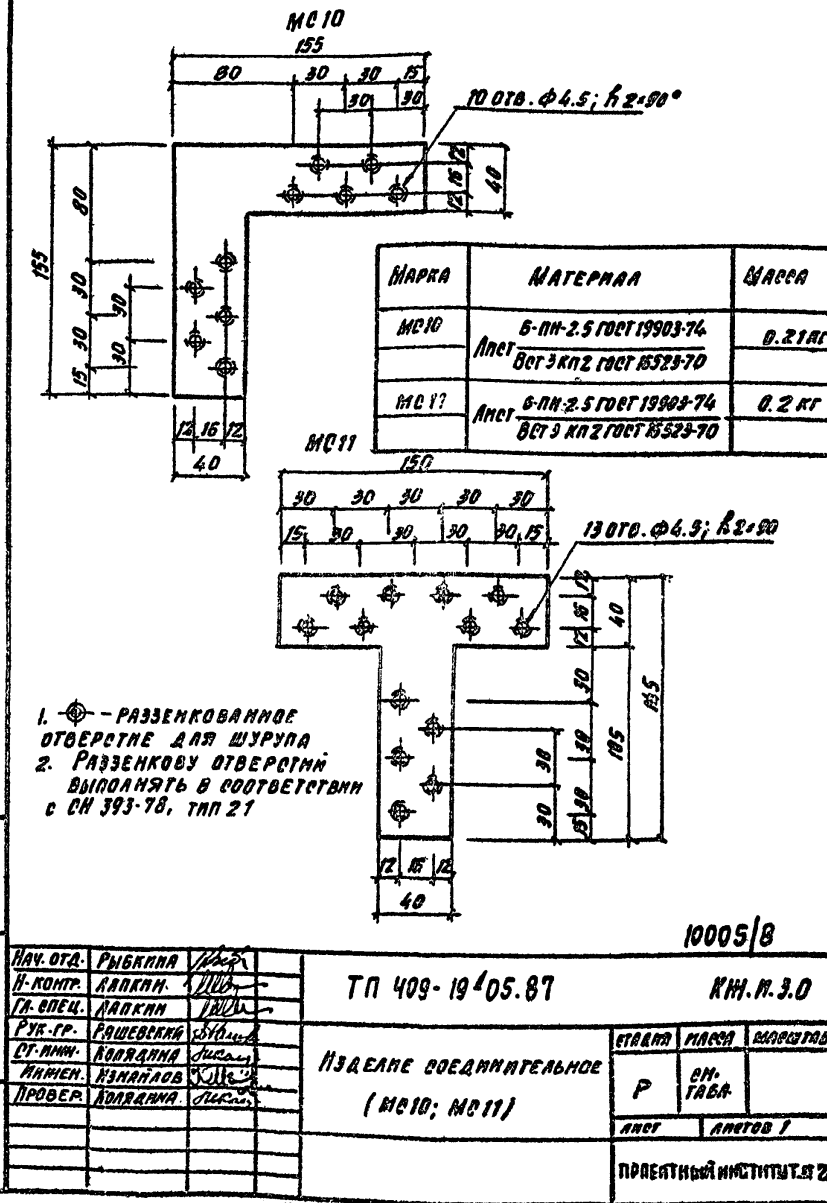 МС10
155
80 30 30 15
30 30
10 отв. ф4.5; h2=90°
12 16 12
40
155
80
30
30
15
30
30
12 16 12
40
Марка Материал Масса
МС10 Лист Б-ПН-2.5 ГОСТ 19903-74 0.21 кг
ВСт3кп2 ГОСТ 16523-70
МС11 Лист Б-ПН-2.5 ГОСТ 19903-74 0.2 кг
ВСт3кп2 ГОСТ 16523-70
МС11
150
30 30 30 30 30
15 30 30 30 30 15
13 отв.
12
16
12
40
30
30
30
15
30
30
105
12 16 12
40
1. - Раззенкованное
отверстие для шурупа
2. Раззенкову отверстий
выполнять в соответствии
с СН 393-78, тип 21
10005/8
Нач. отд. Рыбкина
Н-контр. Лапкин
Гл. спец. Лапкин
Рук. гр. Рашевский
Ст. инж. Колядина
Инжен. Измайлов
Провер. Колядина
ТП 409-19 05.87 КЖ.И.3.0
Изделие соединительное
(МС10; МС11)
Стадия Масса Масштаб
Р См. табл.
Лист Листов 1
Проектный институт № 2